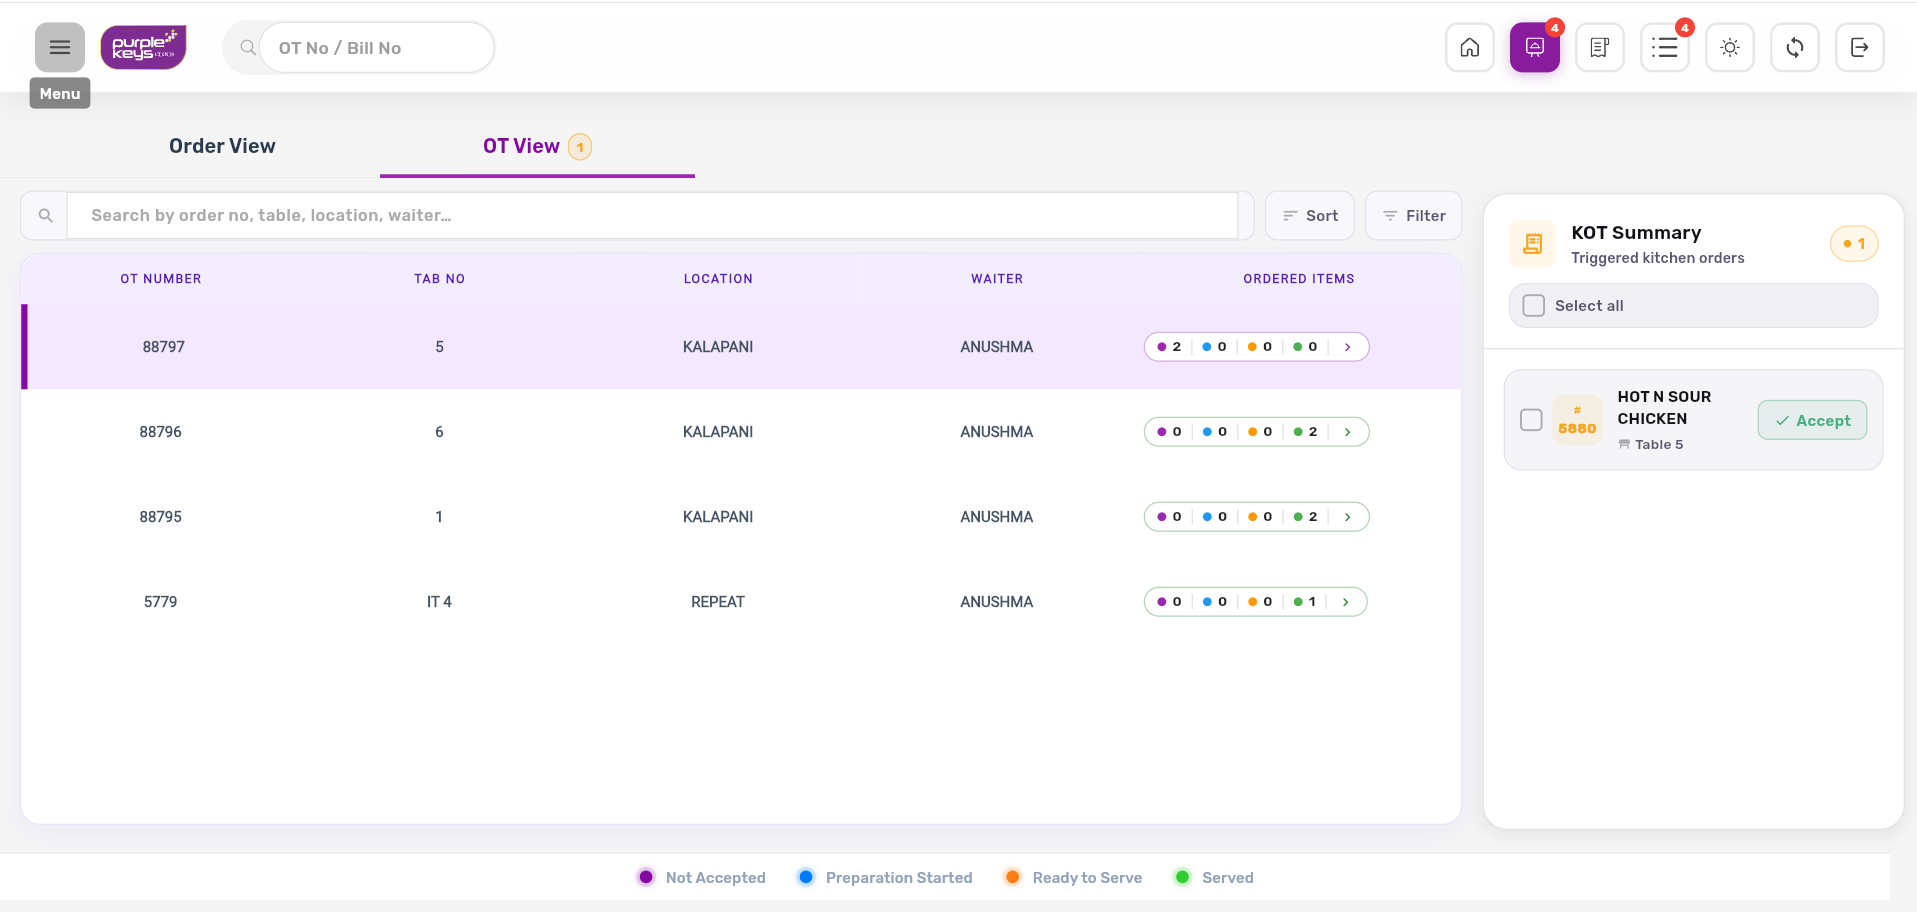 purple
keys CLOUD
OT No / Bill No
4
4
Menu
Order View
OT View 1
Search by order no, table, location, waiter...
Sort
Filter
OT NUMBER TAB NO LOCATION WAITER ORDERED ITEMS
88797 5 KALAPANI ANUSHMA 2 0 0 0
88796 6 KALAPANI ANUSHMA 0 0 0 2
88795 1 KALAPANI ANUSHMA 0 0 0 2
5779 IT 4 REPEAT ANUSHMA 0 0 0 1
KOT Summary
Triggered kitchen orders
1
Select all
#
5880
HOT N SOUR
CHICKEN
Table 5
Accept
Not Accepted Preparation Started Ready to Serve Served